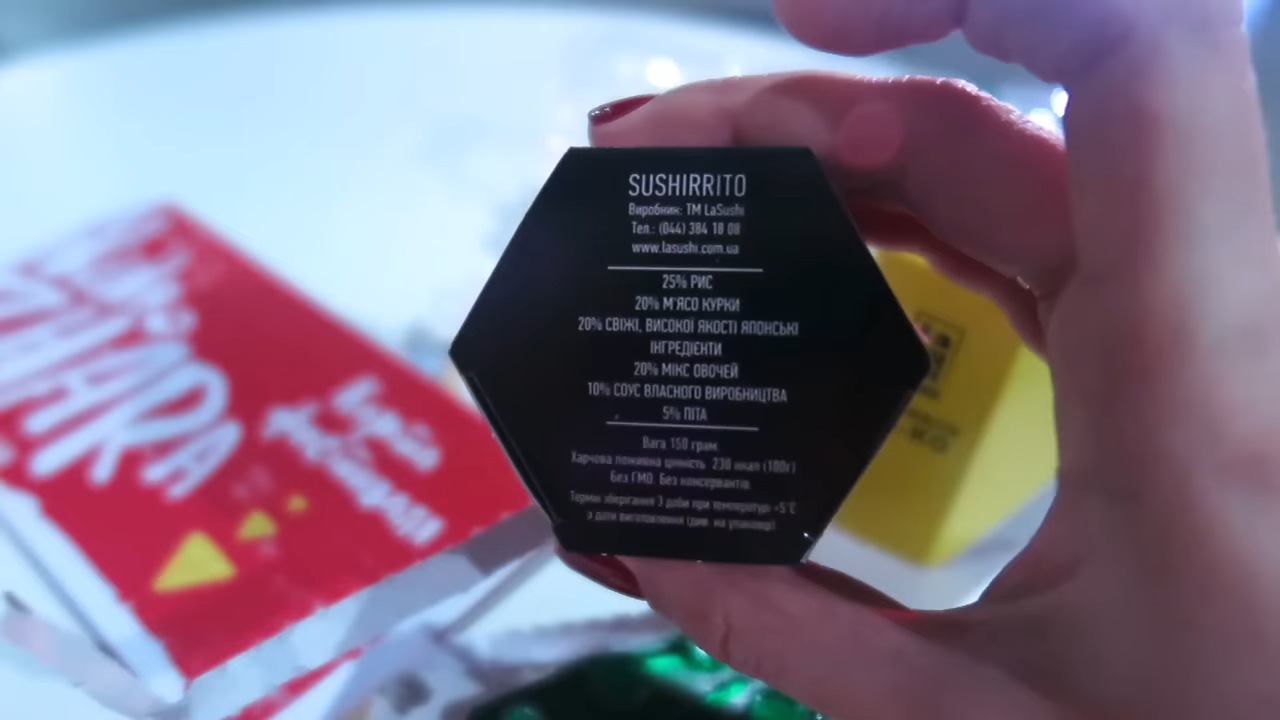 SUSHIRRITO
Виробник: ТМ LaSushi
Тел.: (044) 384 18 08
www.lasushi.com.ua
25% РИС
20% М'ЯСО КУРКИ
20% СВІЖІ, ВИСОКОЇ ЯКОСТІ ЯПОНСЬКІ
ІНГРЕДІЄНТИ
20% МІКС ОВОЧЕЙ
10% СОУС ВЛАСНОГО ВИРОБНИЦТВА
5% ПІТА
Вага 150 грам
Харчова поживна цінність 230 ккал (100г)
Без ГМО. Без консервантів
Термін зберігання 3 доби при температурі +5°С
з дати виготовлення (див. на упаковці)